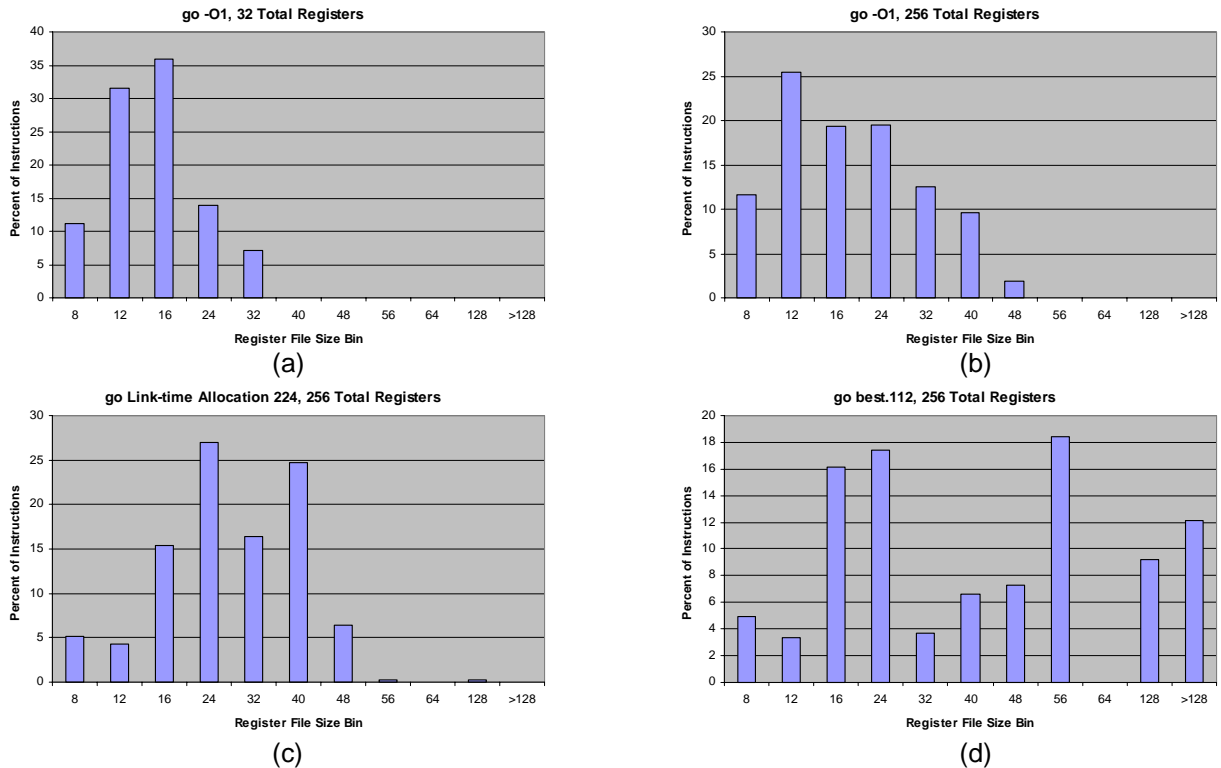 go -O1, 32 Total Registers
40
35
30
25
20
15
10
5
0
Percent of Instructions
8 12 16 24 32 40 48 56 64 128 >128
Register File Size Bin
(a)
go -O1, 256 Total Registers
30
25
20
15
10
5
0
Percent of Instructions
8 12 16 24 32 40 48 56 64 128 >128
Register File Size Bin
(b)
go Link-time Allocation 224, 256 Total Registers
30
25
20
15
10
5
0
Percent of Instructions
8 12 16 24 32 40 48 56 64 128 >128
Register File Size Bin
(c)
go best.112, 256 Total Registers
20
18
16
14
12
10
8
6
4
2
0
Percent of Instructions
8 12 16 24 32 40 48 56 64 128 >128
Register File Size Bin
(d)